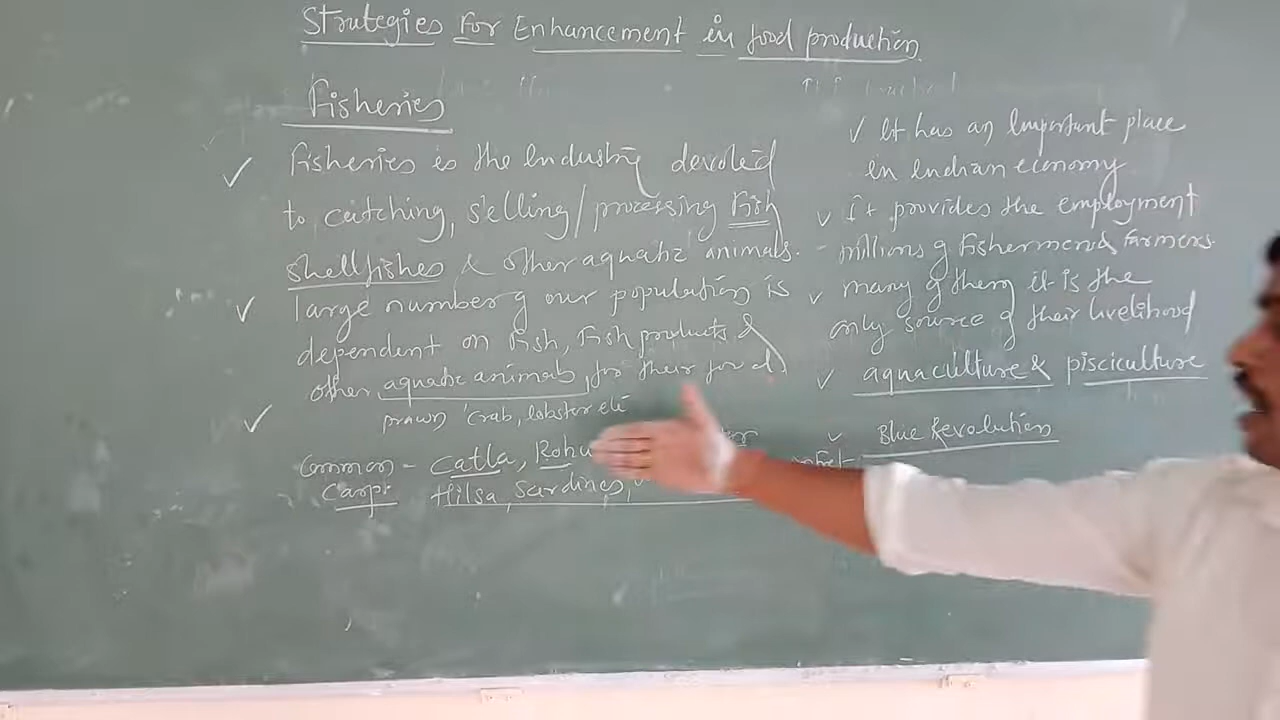 Strategies For Enhancement in food production
Fisheries
Fisheries is the Industry devoted
to catching, selling/processing Fish
shellfishes & other aquatic animals.
large number of our population is
dependent on Fish, Fish products &
other aquatic animals, for their food
prawn crab, lobster etc
Common - Catla, Rohu
Carp. Hilsa, Sardines,
It has an Important place
in Indian economy
It provides the employment
- millions of Fishermen & farmers.
many of them it is the
only source of their livelihood
aquaculture & pisciculture
Blue Revolution